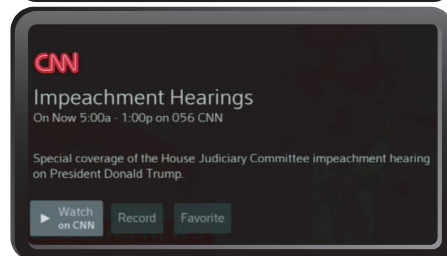 CNN
Impeachment Hearings
On Now 5:00a - 1:00p on 056 CNN
Special coverage of the House Judiciary Committee impeachment hearing
on President Donald Trump.
Watch
on CNN
Record
Favorite